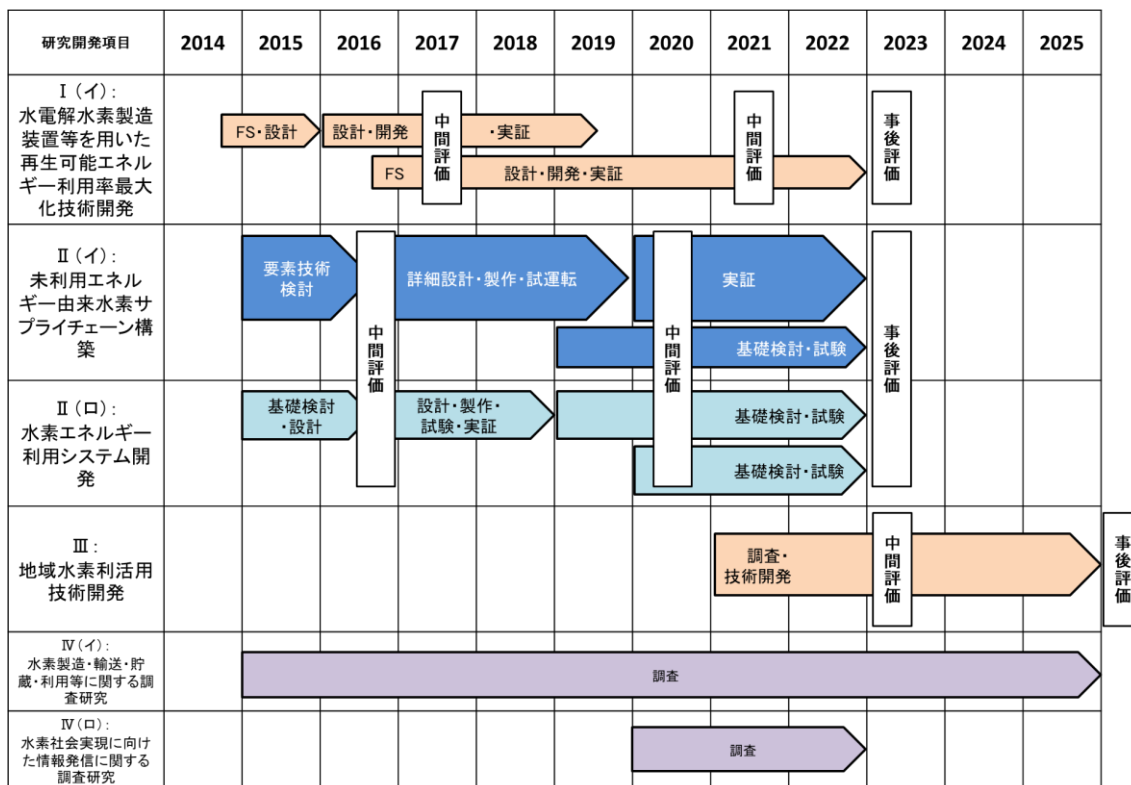 研究開発項目 2014 2015 2016 2017 2018 2019 2020 2021 2022 2023 2024 2025
Ⅰ（イ）：
水電解水素製造
装置等を用いた
再生可能エネル
ギー利用率最大
化技術開発
FS・設計
設計・開発
・実証
FS
設計・開発・実証
中間評価
中間評価
事後評価
Ⅱ（イ）：
未利用エネル
ギー由来水素サ
プライチェーン構
築
要素技術
検討
詳細設計・製作・試運転
実証
基礎検討・試験
中間評価
中間評価
事後評価
Ⅱ（ロ）：
水素エネルギー
利用システム開
発
基礎検討
・設計
設計・製作・
試験・実証
基礎検討・試験
基礎検討・試験
Ⅲ：
地域水素利活用
技術開発
調査・
技術開発
中間評価
事後評価
Ⅳ（イ）：
水素製造・輸送・貯
蔵・利用等に関する調
査研究
調査
Ⅳ（ロ）：
水素社会実現に向け
た情報発信に関する
調査研究
調査